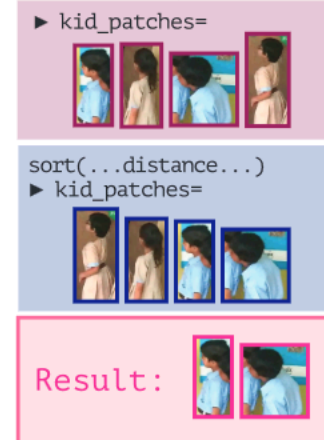 ► kid_patches=
sort(...distance...)
► kid_patches=
Result: